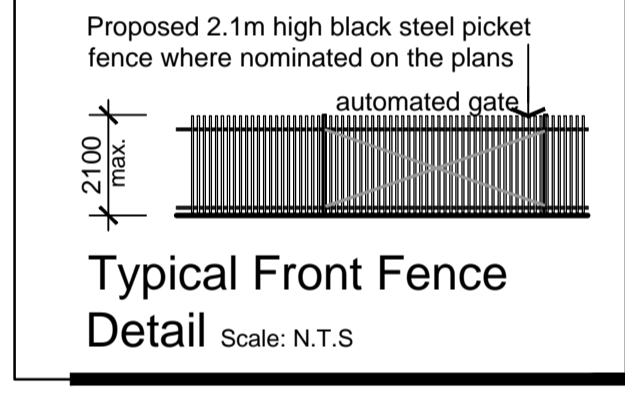 Proposed 2.1m high black steel picket
fence where nominated on the plans
automated gate
2100
max.
Typical Front Fence
Detail Scale: N.T.S